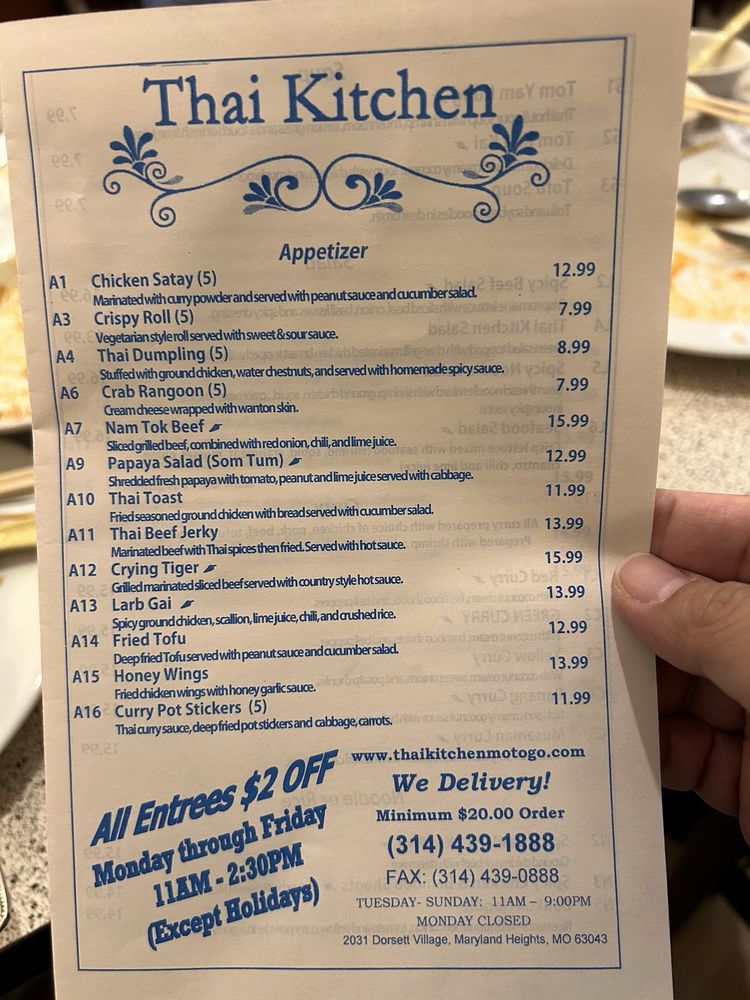 Thai Kitchen
Appetizer
A1 Chicken Satay (5) 12.99
Marinated with curry powder and served with peanut sauce and cucumber salad.
A3 Crispy Roll (5) 7.99
Vegetarian style roll served with sweet & sour sauce.
A4 Thai Dumpling (5) 8.99
Stuffed with ground chicken, water chestnuts, and served with homemade spicy sauce.
A6 Crab Rangoon (5) 7.99
Cream cheese wrapped with wanton skin.
A7 Nam Tok Beef 15.99
Sliced grilled beef, combined with red onion, chili, and lime juice.
A9 Papaya Salad (Som Tum) 12.99
Shredded fresh papaya with tomato, peanut and lime juice served with cabbage.
A10 Thai Toast 11.99
Fried seasoned ground chicken with bread served with cucumber salad.
A11 Thai Beef Jerky 13.99
Marinated beef with Thai spices then fried. Served with hot sauce.
A12 Crying Tiger 15.99
Grilled marinated sliced beef served with country style hot sauce.
A13 Larb Gai 13.99
Spicy ground chicken, scallion, lime juice, chili, and crushed rice.
A14 Fried Tofu 12.99
Deep fried Tofu served with peanut sauce and cucumber salad.
A15 Honey Wings 13.99
Fried chicken wings with honey garlic sauce.
A16 Curry Pot Stickers (5) 11.99
Thai curry sauce, deep fried pot stickers and cabbage, carrots.
All Entrees $2 OFF
Monday through Friday
11AM - 2:30PM
(Except Holidays)
www.thaikitchenmotogo.com
We Delivery!
Minimum $20.00 Order
(314) 439-1888
FAX: (314) 439-0888
TUESDAY- SUNDAY: 11AM – 9:00PM
MONDAY CLOSED
2031 Dorsett Village, Maryland Heights, MO 63043